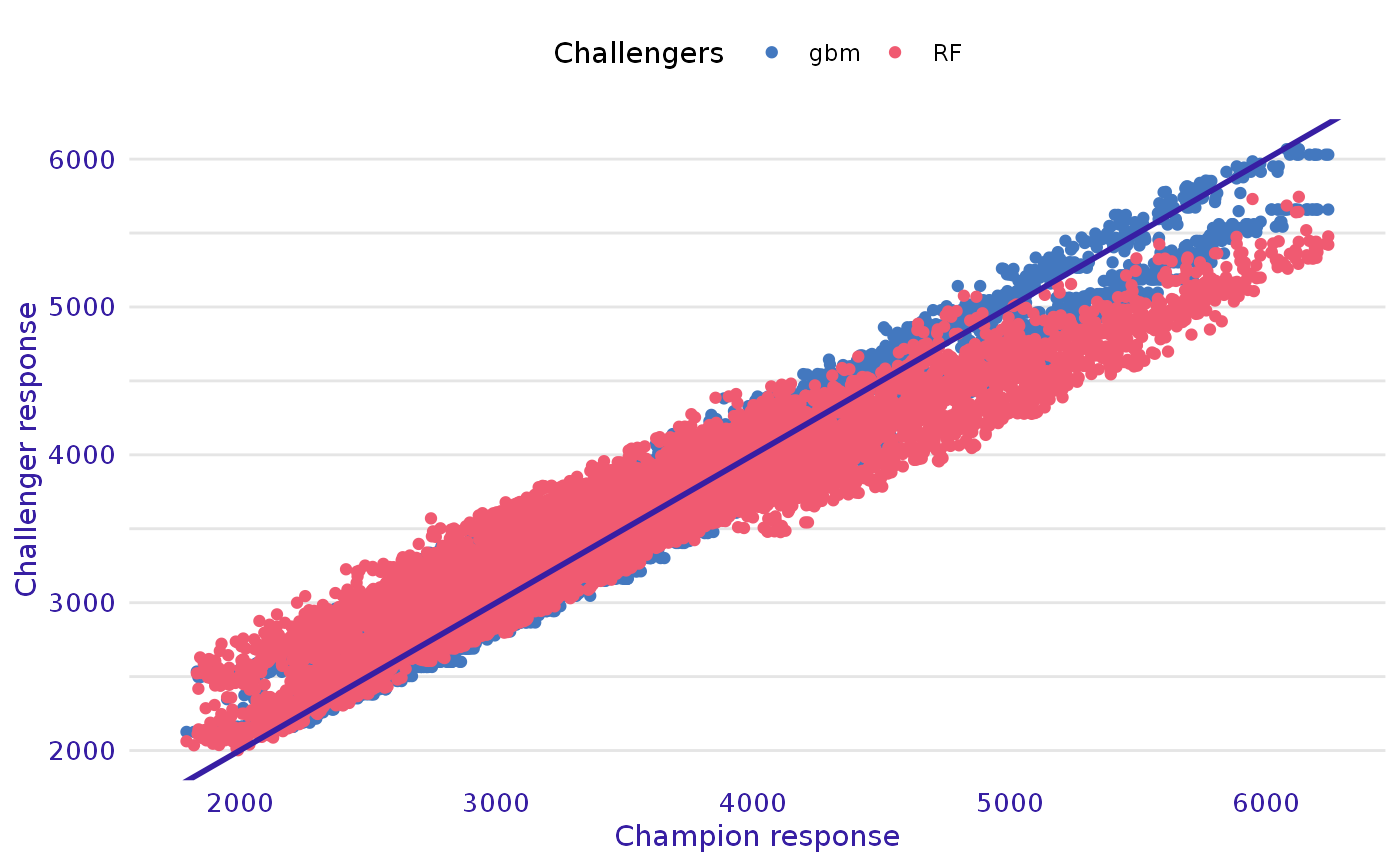 Challengers gbm RF
Challenger response
6000
5000
4000
3000
2000
2000 3000 4000 5000 6000
Champion response